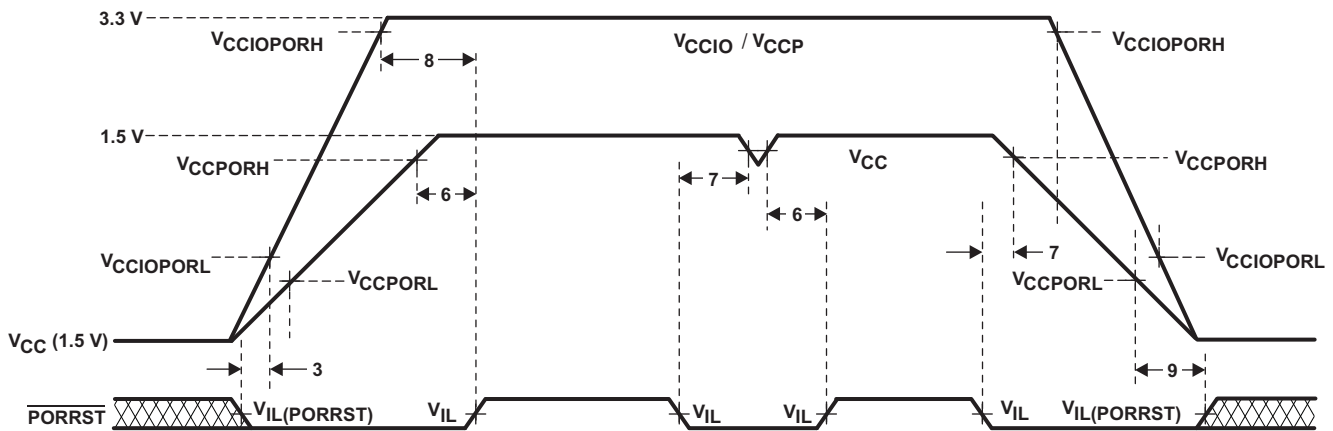 3.3 V
VCCIOPORH
8
VCCIO / VCCP
VCCIOPORH
1.5 V
VCCPORH
6
7
6
VCC
VCCPORH
7
VCCIOPORL
VCCPORL
VCCPORL
VCCIOPORL
VCC (1.5 V)
3
9
PORRST
VIL(PORRST)
VIL
VIL
VIL
VIL
VIL(PORRST)